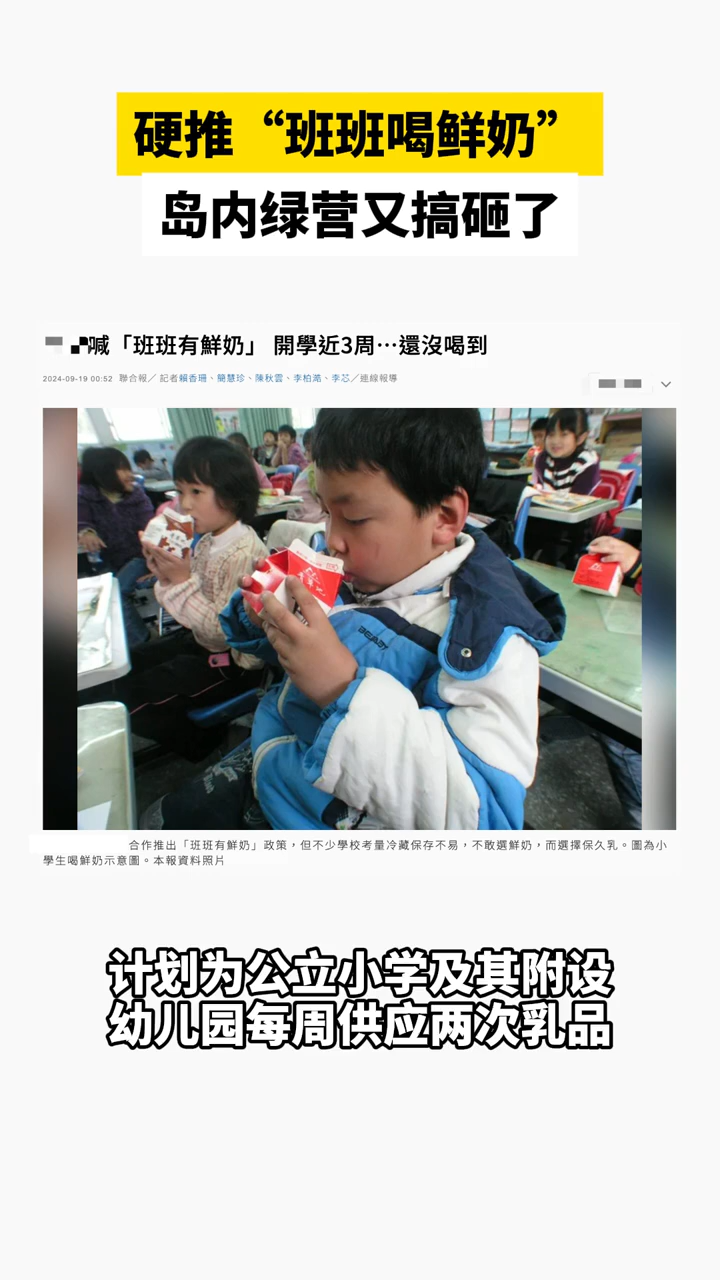 硬推“班班喝鲜奶”
岛内绿营又搞砸了
喊「班班有鮮奶」 開學近3周…還沒喝到
2024-09-19 00:52 聯合報／ 記者賴香珊、簡慧珍、陳秋雲、李柏澔、李芯／連線報導
BEABY
合作推出「班班有鮮奶」政策，但不少學校考量冷藏保存不易，不敢選鮮奶，而選擇保久乳。圖為小
學生喝鮮奶示意圖。本報資料照片
计划为公立小学及其附设
幼儿园每周供应两次乳品